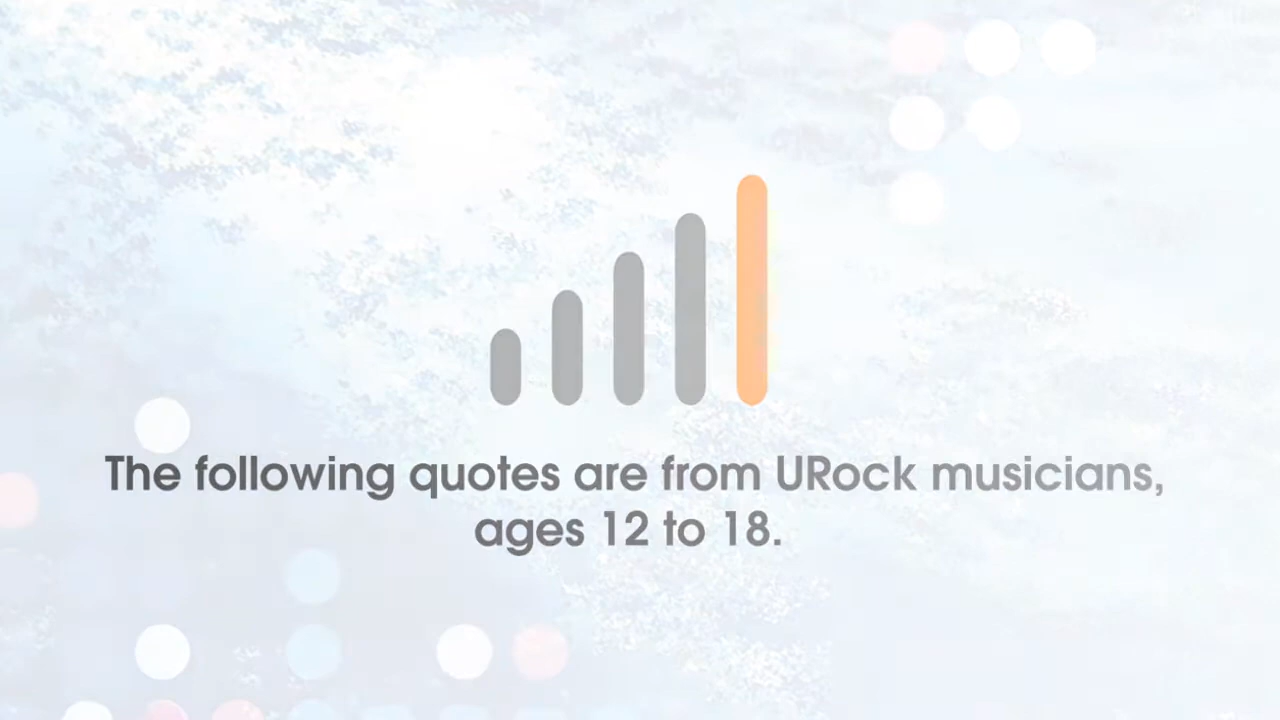 The following quotes are from URock musicians,
ages 12 to 18.